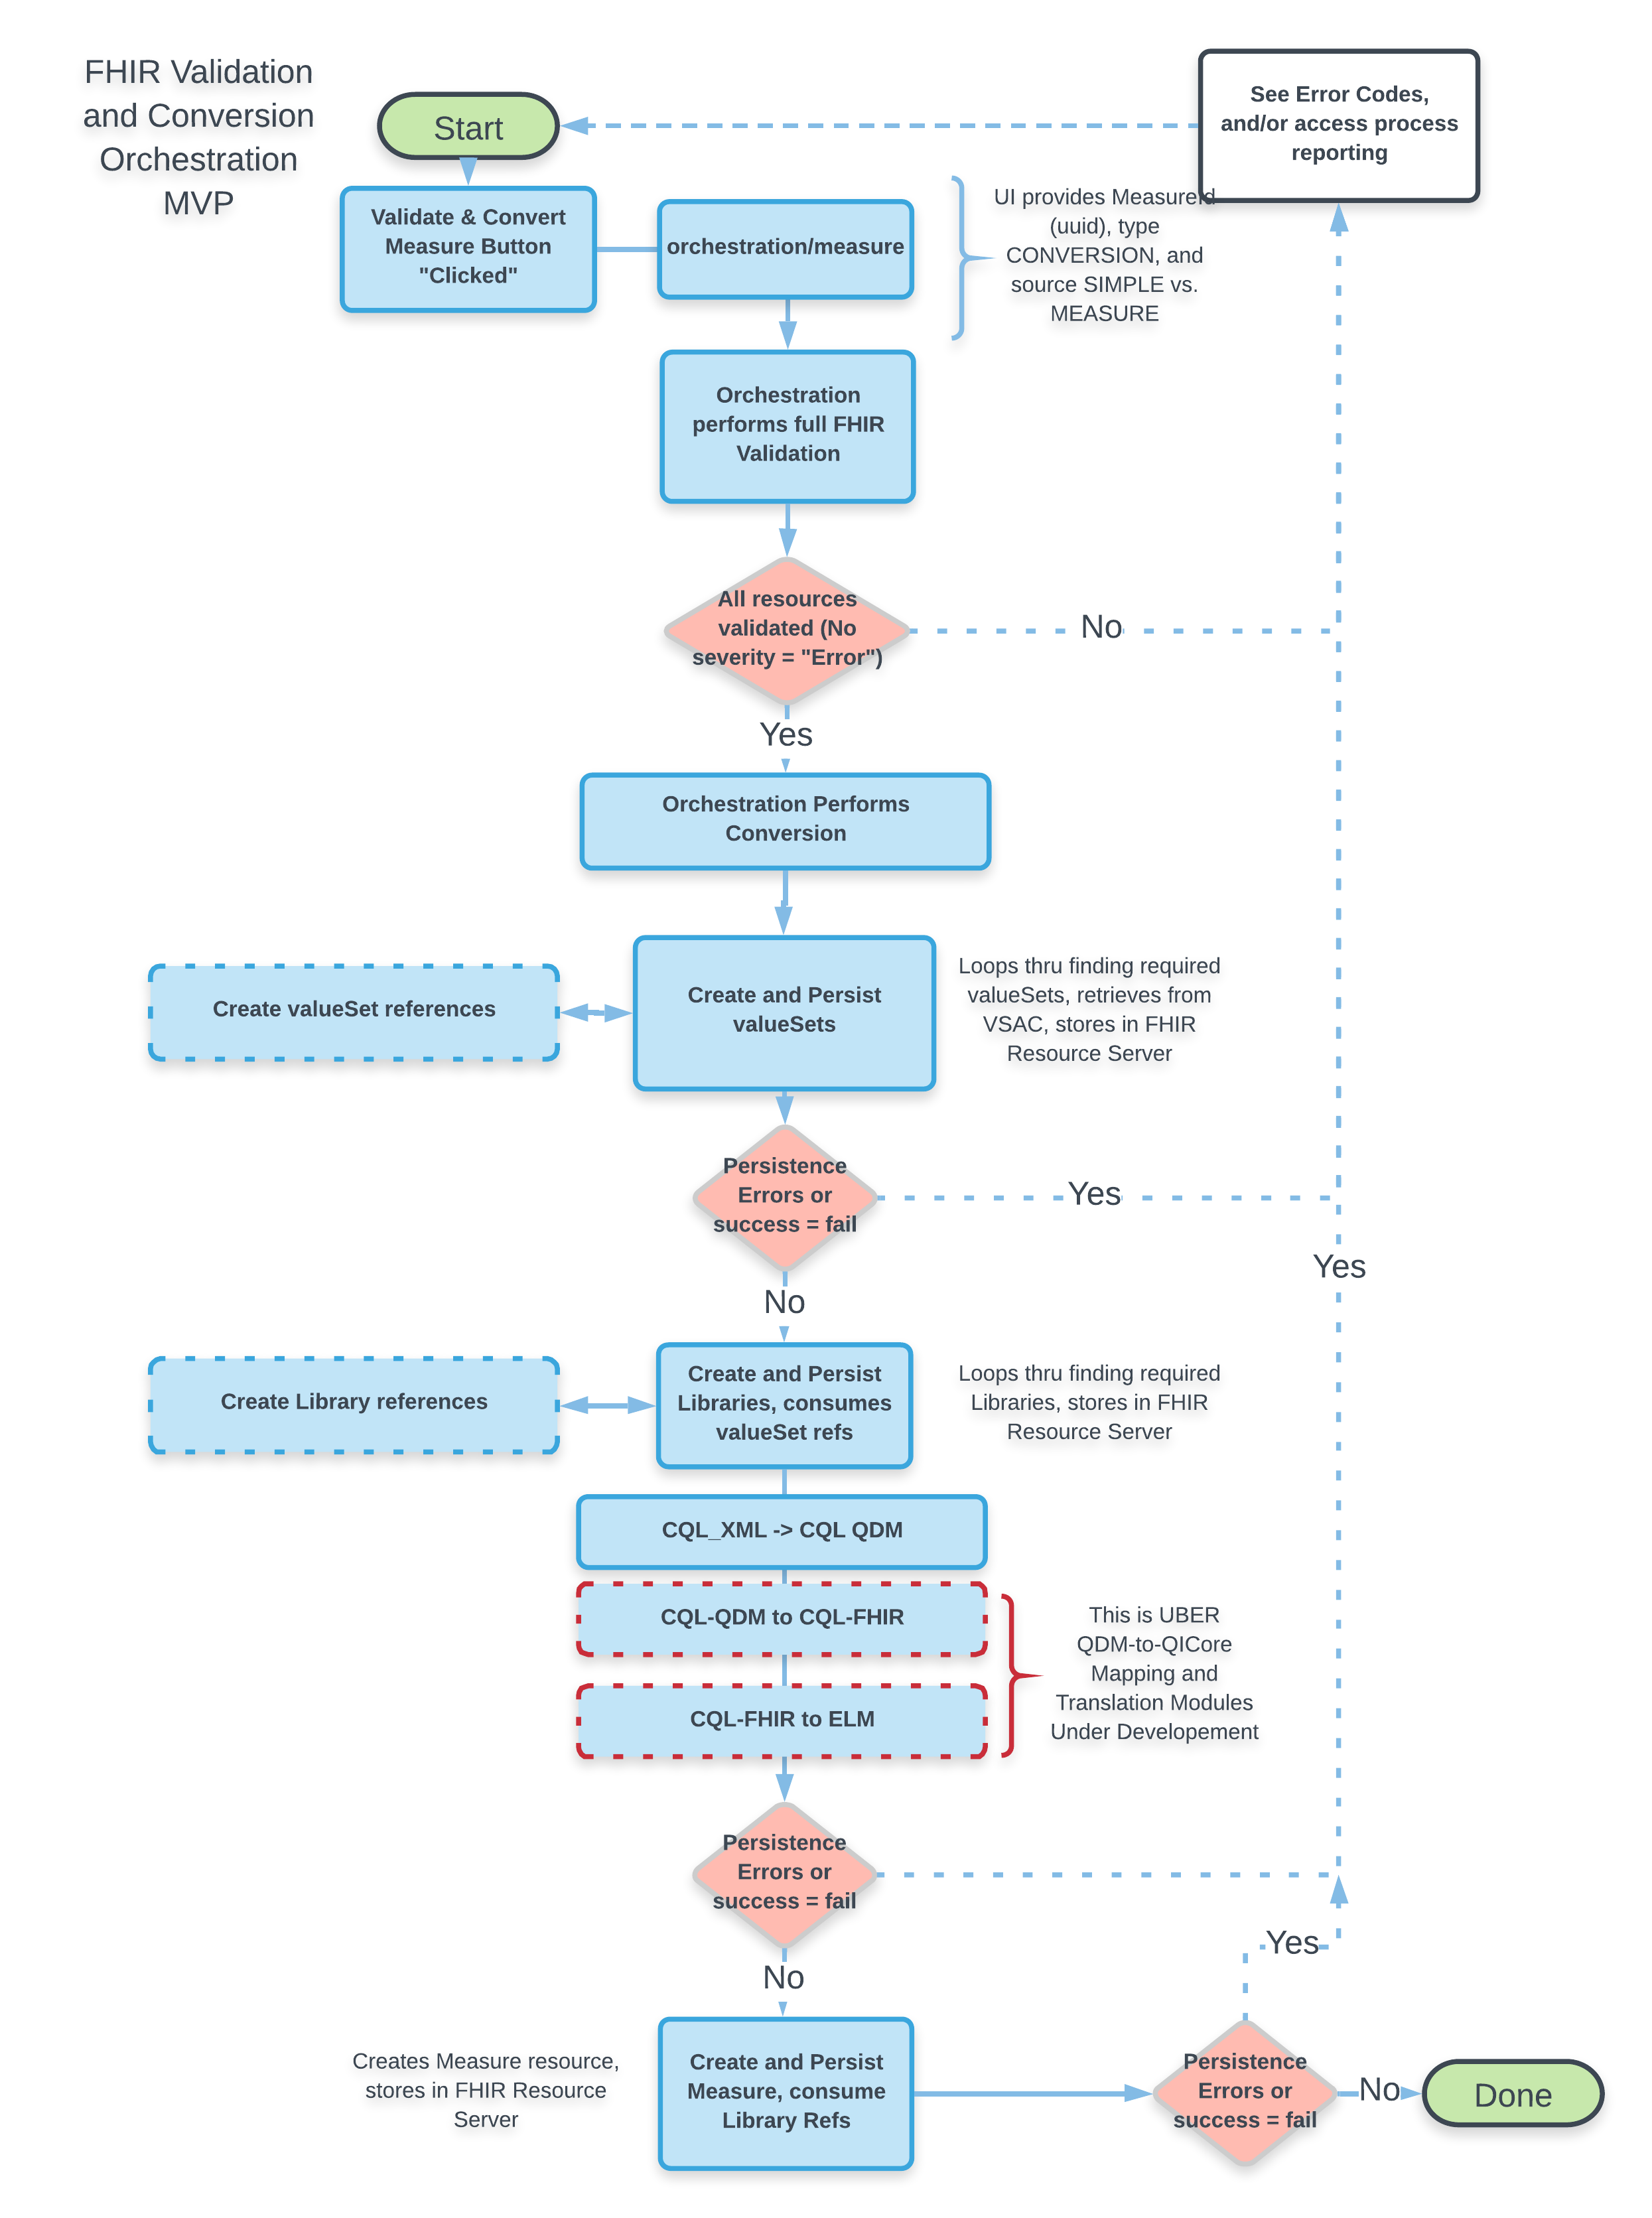 FHIR Validation
and Conversion
Orchestration
MVP
Start
See Error Codes,
and/or access process
reporting
Validate & Convert
Measure Button
"Clicked"
orchestration/measure
UI provides MeasureId
(uuid), type
CONVERSION, and
source SIMPLE vs.
MEASURE
Orchestration
performs full FHIR
Validation
All resources
validated (No
severity = "Error")
No
Yes
Orchestration Performs
Conversion
Create valueSet references
Create and Persist
valueSets
Loops thru finding required
valueSets, retrieves from
VSAC, stores in FHIR
Resource Server
Persistence
Errors or
success = fail
Yes
Yes
No
Create Library references
Create and Persist
Libraries, consumes
valueSet refs
Loops thru finding required
Libraries, stores in FHIR
Resource Server
CQL_XML -> CQL QDM
CQL-QDM to CQL-FHIR
CQL-FHIR to ELM
This is UBER
QDM-to-QICore
Mapping and
Translation Modules
Under Developement
Persistence
Errors or
success = fail
Yes
No
Creates Measure resource,
stores in FHIR Resource
Server
Create and Persist
Measure, consume
Library Refs
Persistence
Errors or
success = fail
No
Done